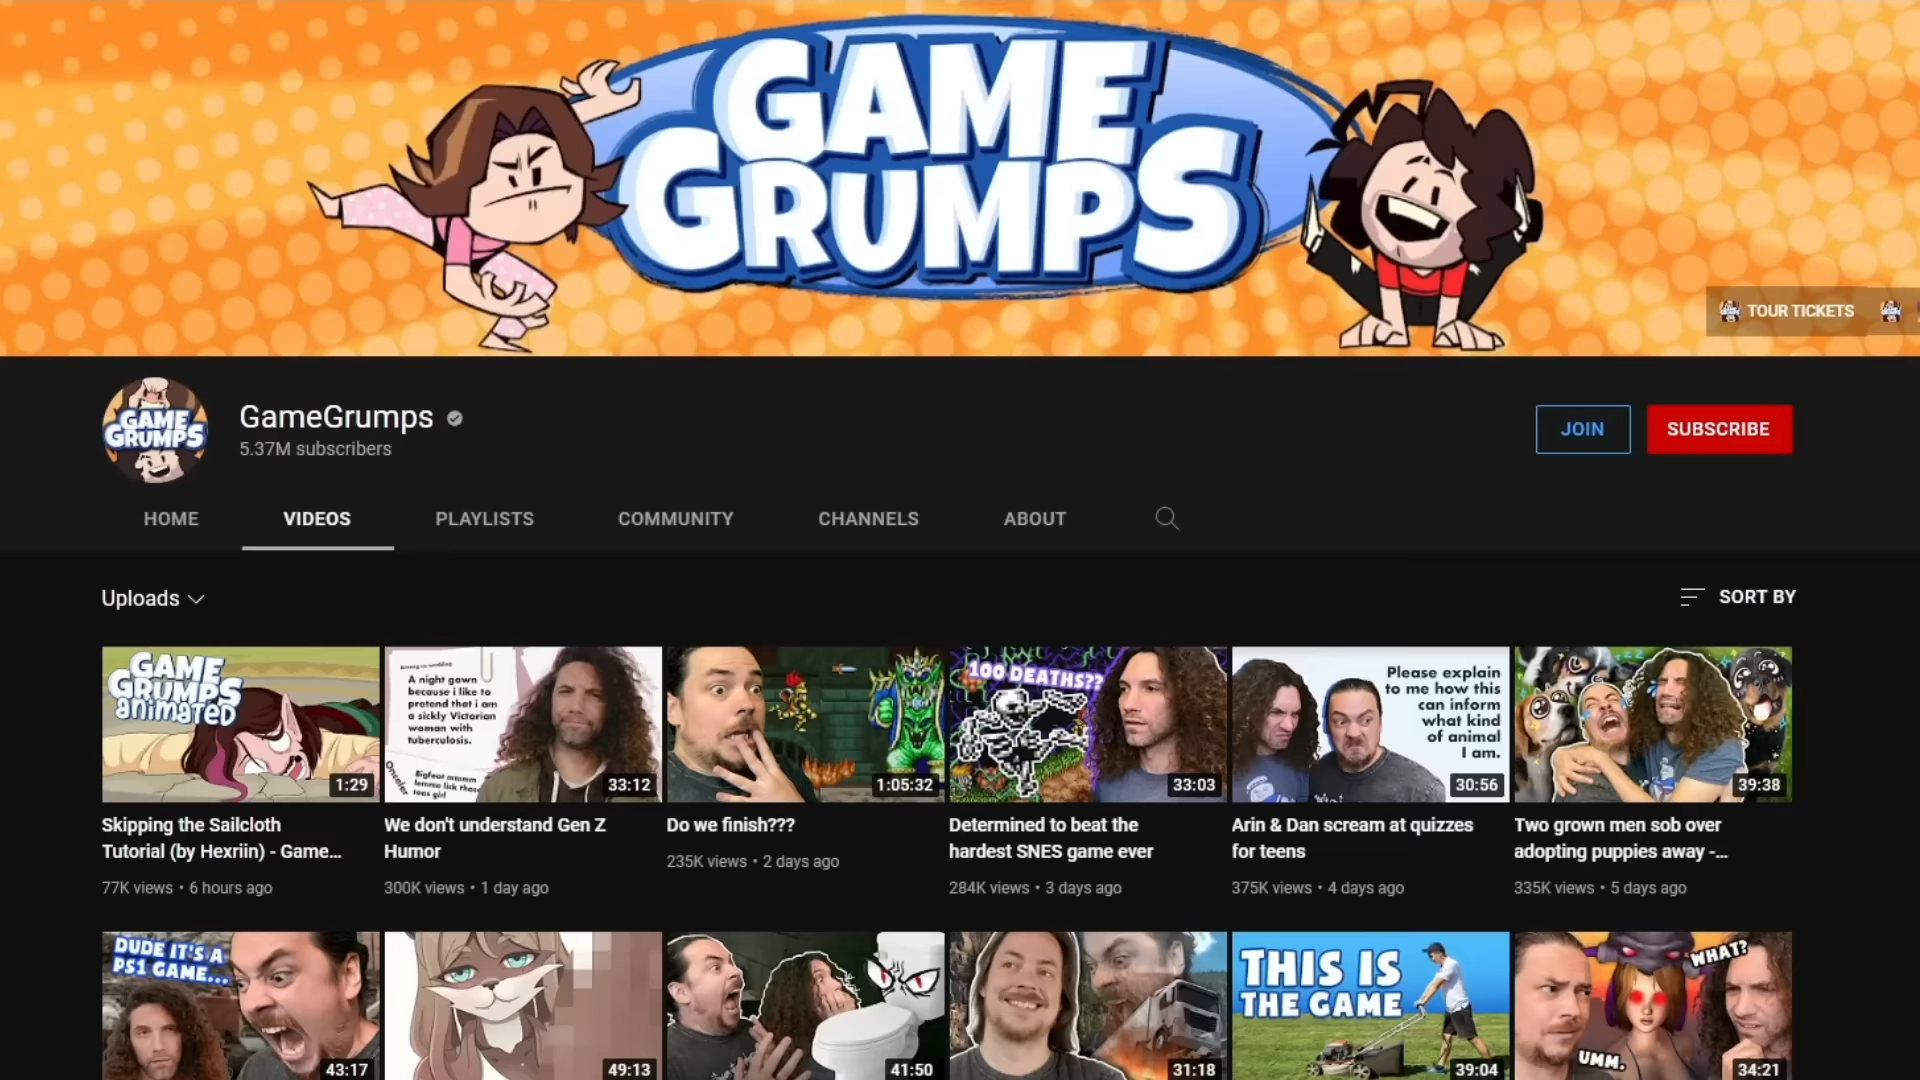 GAME
GRUMPS
TOUR TICKETS
GAME
GRUMPS
GameGrumps
5.37M subscribers
JOIN
SUBSCRIBE
HOME
VIDEOS
PLAYLISTS
COMMUNITY
CHANNELS
ABOUT
Uploads
SORT BY
GAME
GRUMPS
animated
1:29
A night gown
because i like to
pretend that i am
a sickly Victorian
woman with
tuberculosis.
33:12
1:05:32
100 DEATHS??
33:03
Please explain
to me how this
can inform
what kind
of animal
I am.
30:56
39:38
Skipping the Sailcloth
Tutorial (by Hexriin) - Game...
77K views • 6 hours ago
We don't understand Gen Z
Humor
300K views • 1 day ago
Do we finish???
235K views • 2 days ago
Determined to beat the
hardest SNES game ever
284K views • 3 days ago
Arin & Dan scream at quizzes
for teens
375K views • 4 days ago
Two grown men sob over
adopting puppies away -...
335K views • 5 days ago
DUDE IT'S A
PS1 GAME...
43:17
49:13
41:50
31:18
THIS IS
THE GAME
39:04
WHAT?
UMM.
34:21